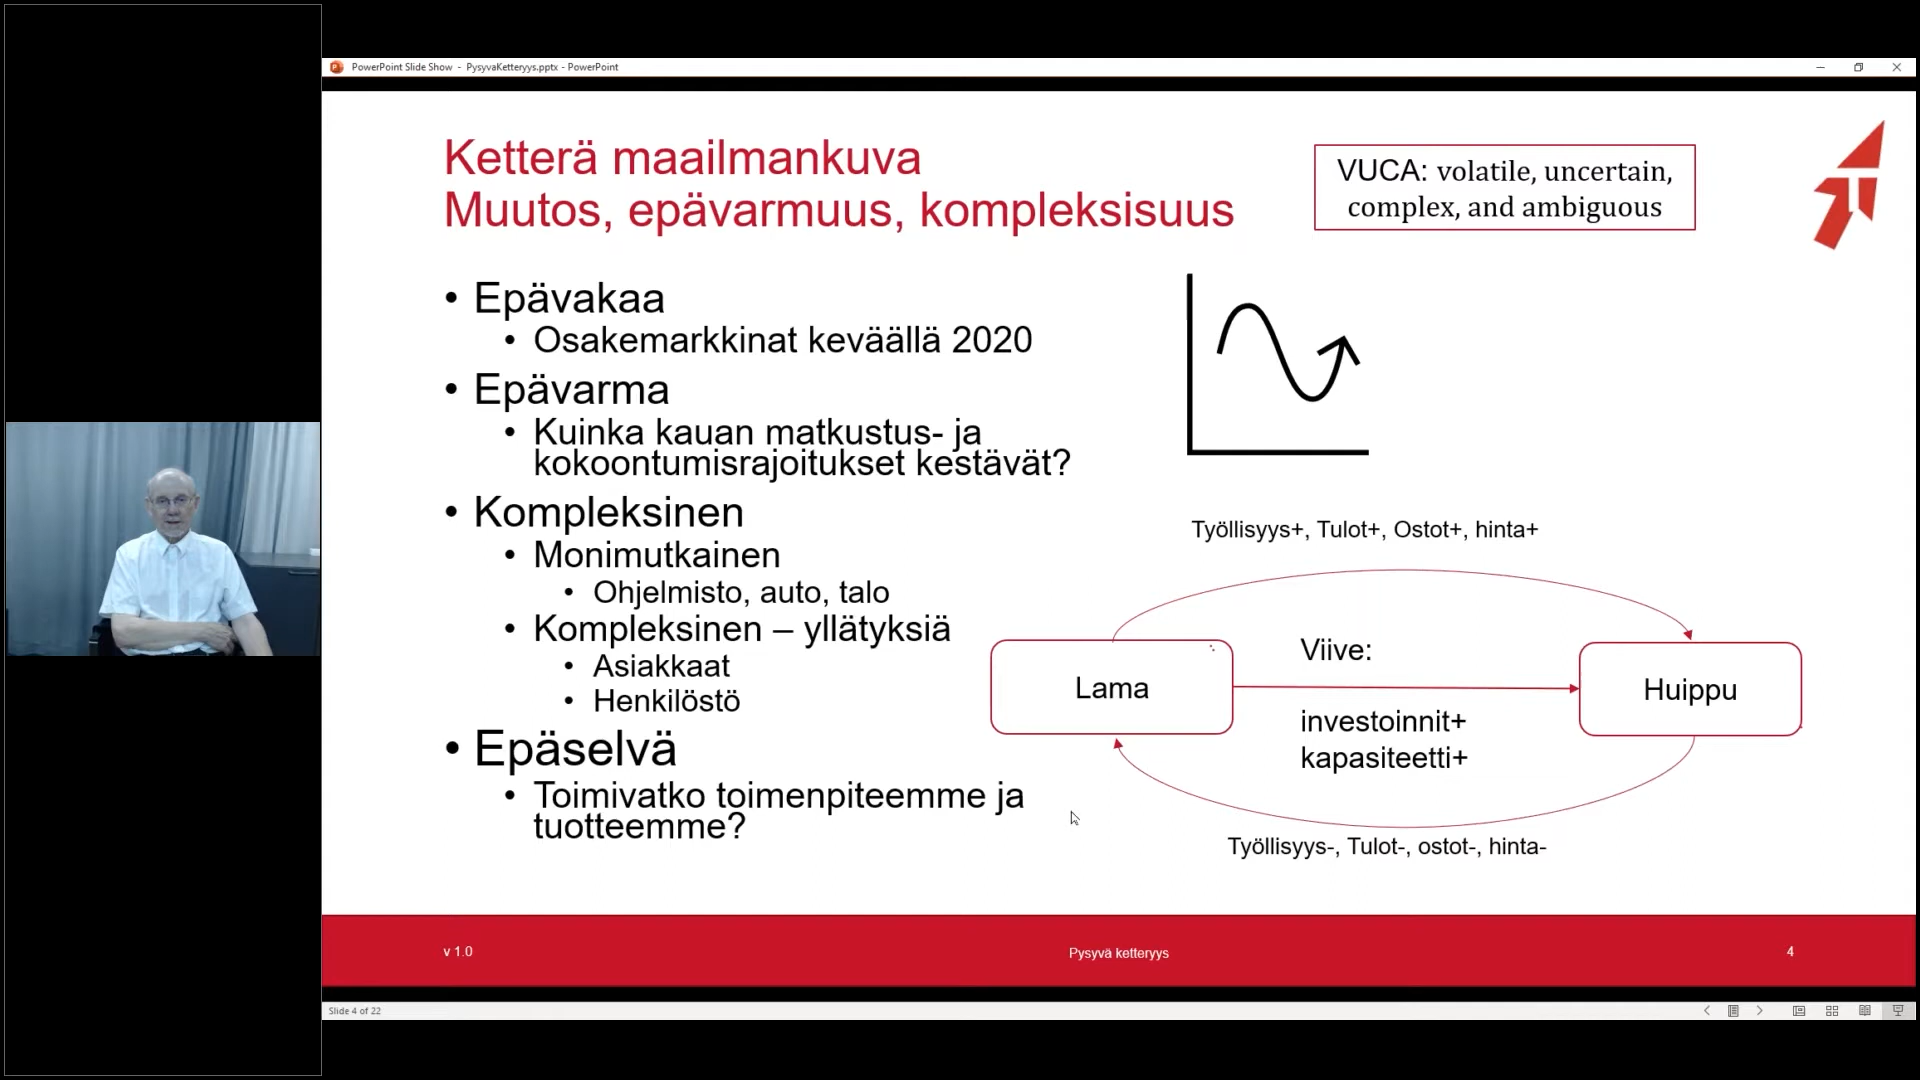 PowerPoint Slide Show - PysyvaKetteryys.pptx - PowerPoint
Ketterä maailmankuva
Muutos, epävarmuus, kompleksisuus
VUCA: volatile, uncertain,
complex, and ambiguous
• Epävakaa
• Osakemarkkinat keväällä 2020
• Epävarma
• Kuinka kauan matkustus- ja
kokoontumisrajoitukset kestävät?
• Kompleksinen
• Monimutkainen
• Ohjelmisto, auto, talo
• Kompleksinen – yllätyksiä
• Asiakkaat
• Henkilöstö
• Epäselvä
• Toimivatko toimenpiteemme ja
tuotteemme?
Työllisyys+, Tulot+, Ostot+, hinta+
Lama
Viive:
investoinnit+
kapasiteetti+
Huippu
Työllisyys-, Tulot-, ostot-, hinta-
v 1.0
Pysyvä ketteryys
4
Slide 4 of 22